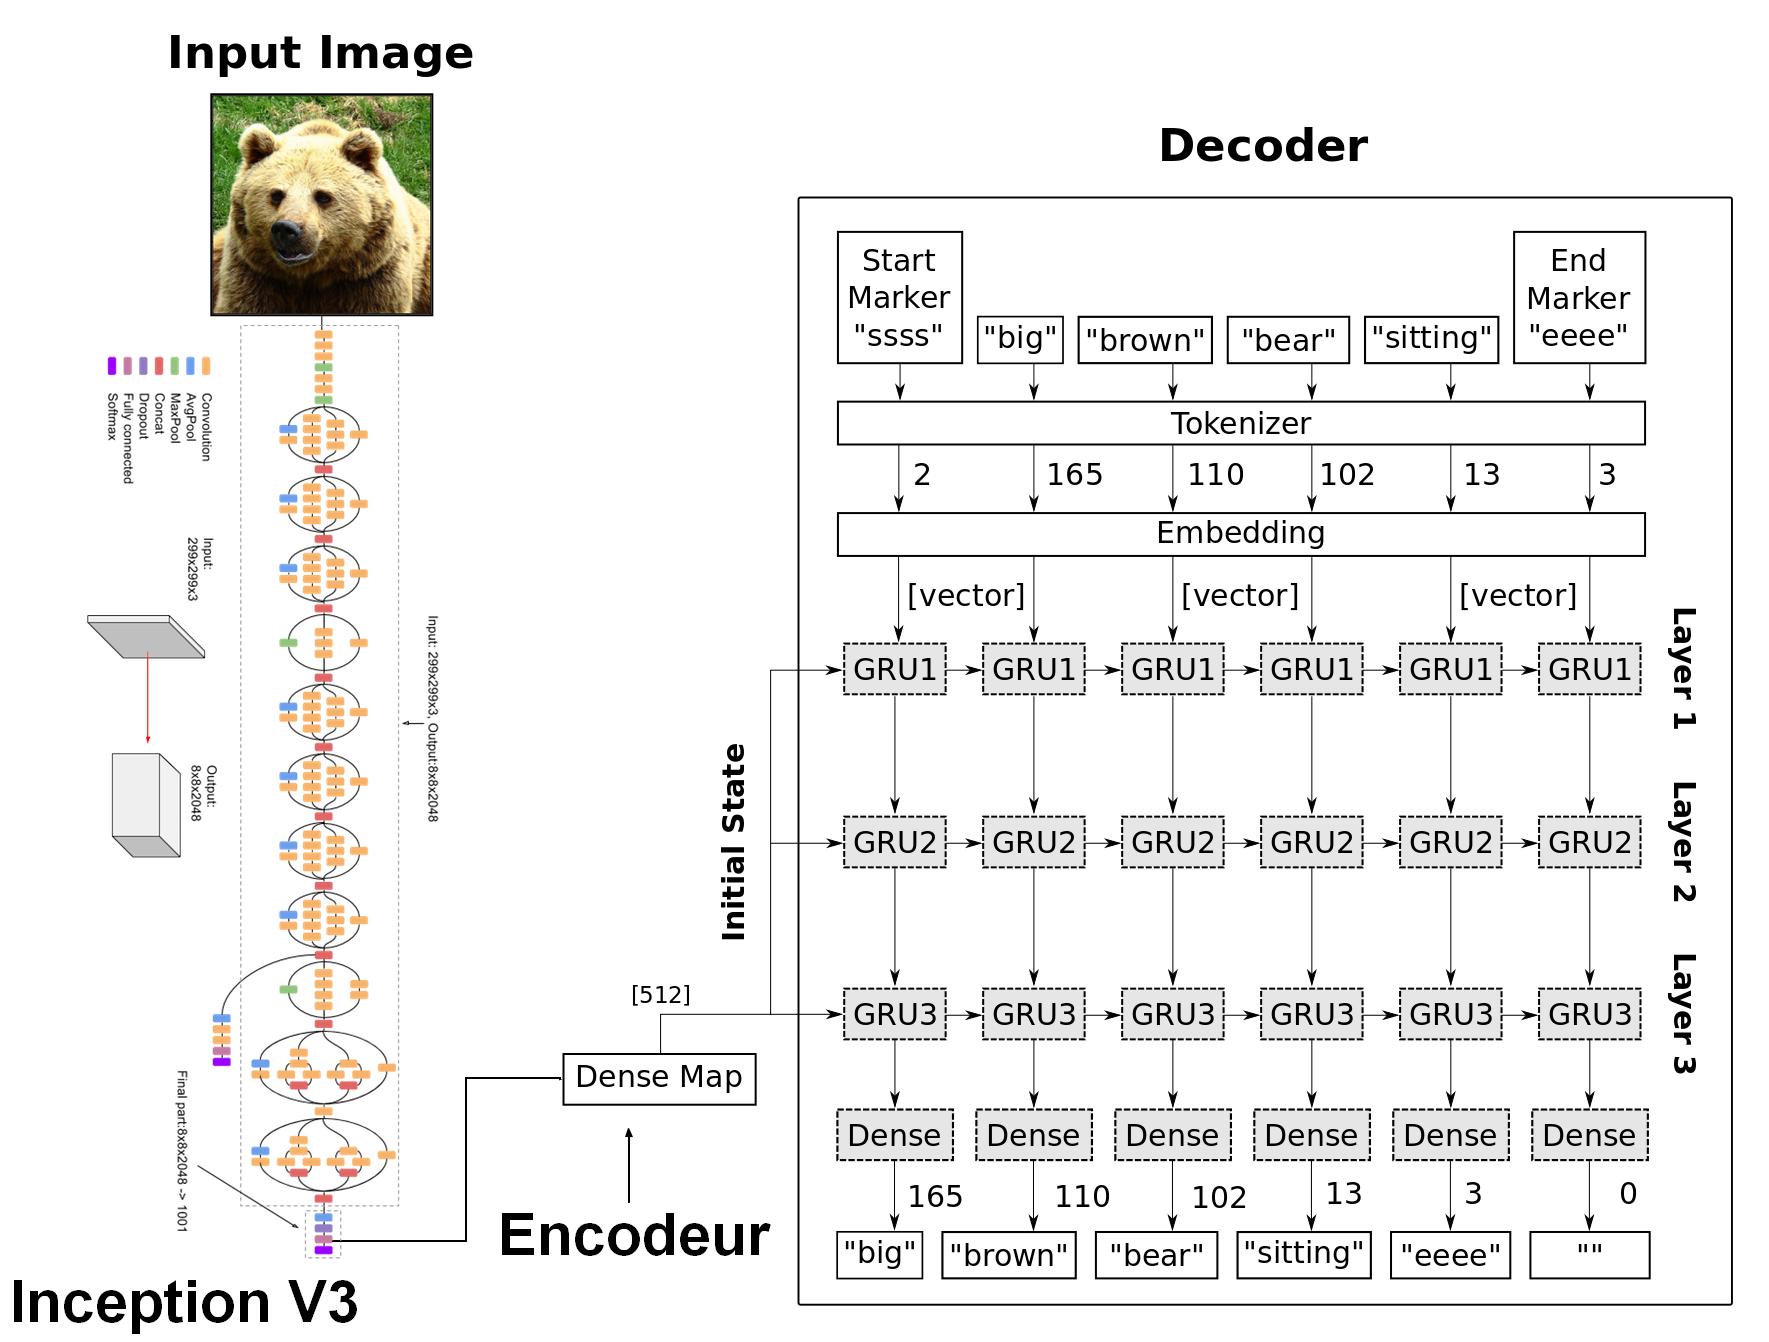 Input Image
Convolution
AvgPool
MaxPool
Concat
Dropout
Fully connected
Softmax
Input:
299x299x3
Output:
8x8x2048
Input: 299x299x3, Output:8x8x2048
Final part:8x8x2048 -> 1001
Inception V3
Dense Map
Encodeur
[512]
Initial State
Decoder
Start
Marker
"ssss"
"big"
"brown"
"bear"
"sitting"
End
Marker
"eeee"
Tokenizer
2 165 110 102 13 3
Embedding
[vector] [vector] [vector]
GRU1 GRU1 GRU1 GRU1 GRU1 GRU1
Layer 1
GRU2 GRU2 GRU2 GRU2 GRU2 GRU2
Layer 2
GRU3 GRU3 GRU3 GRU3 GRU3 GRU3
Layer 3
Dense Dense Dense Dense Dense Dense
165 110 102 13 3 0
"big" "brown" "bear" "sitting" "eeee" ""